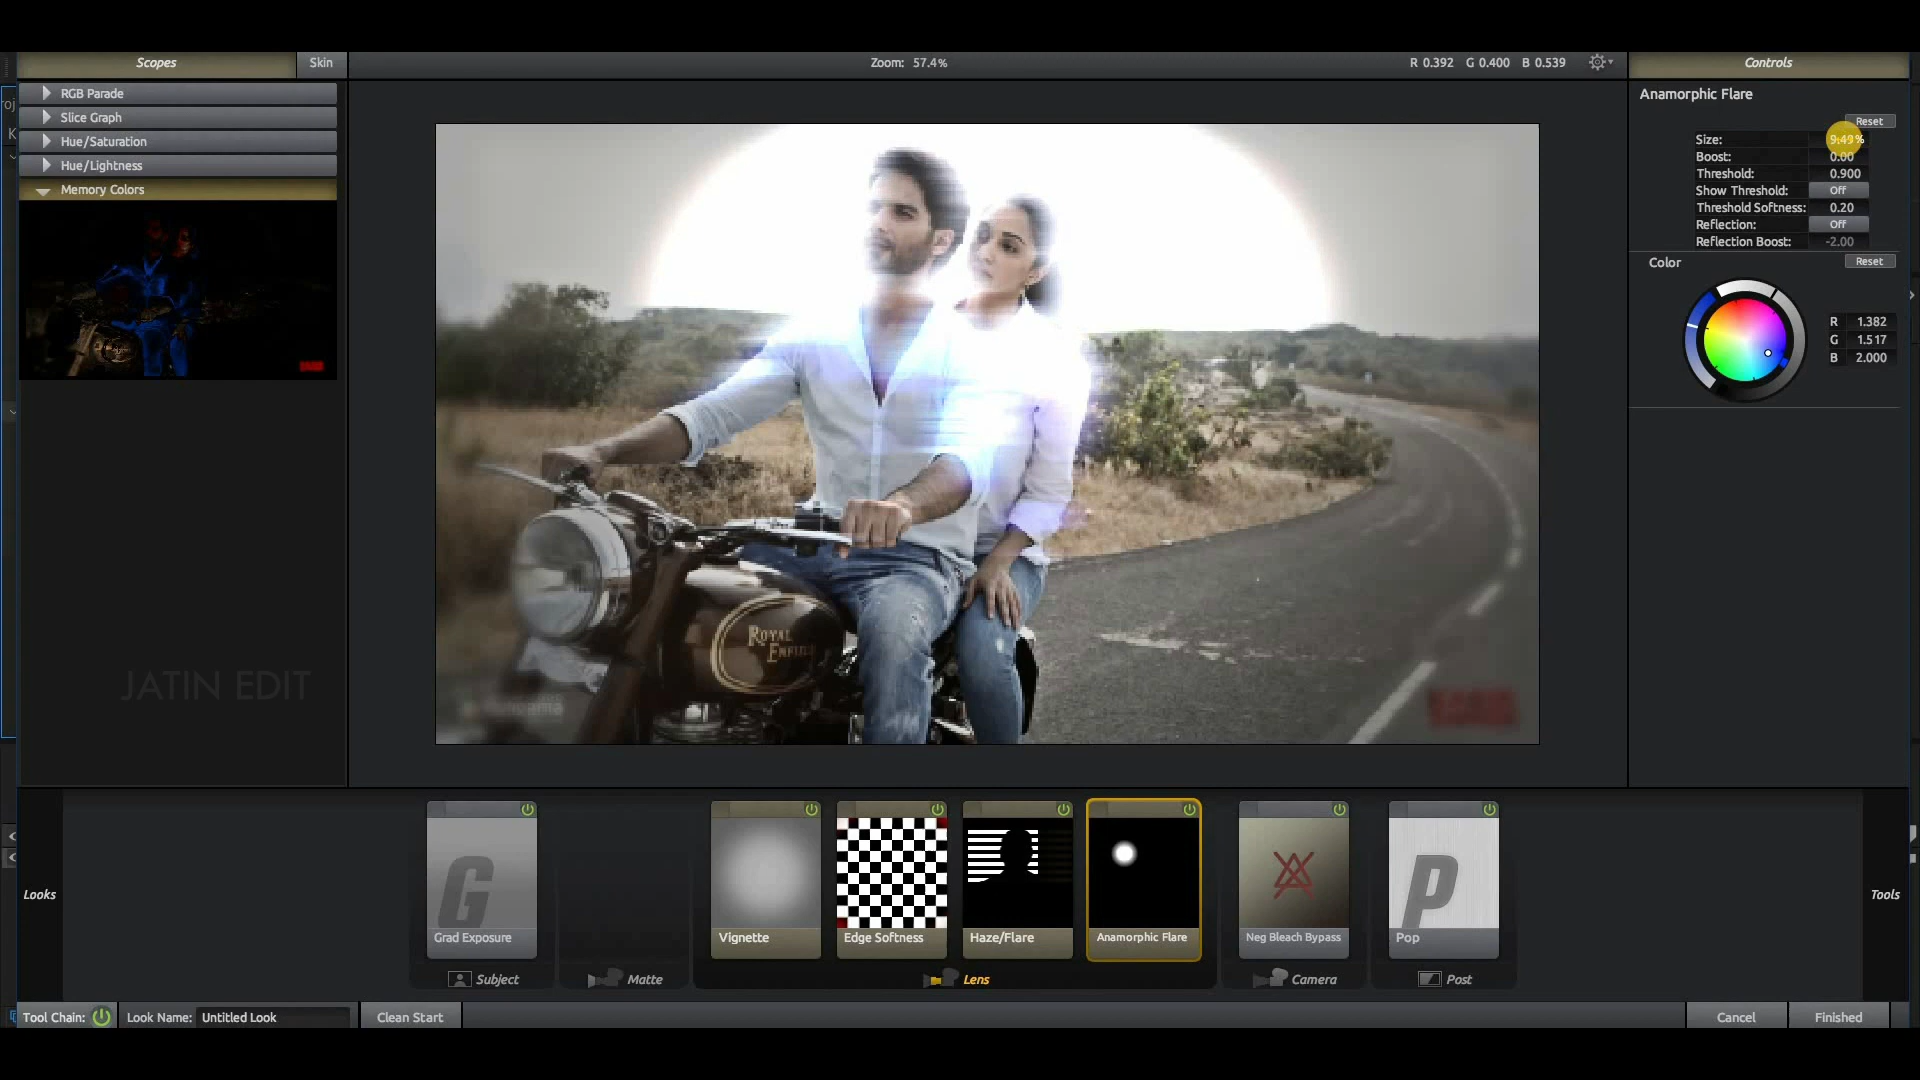 Scopes
Skin
Zoom: 57.4%
R 0.392 G 0.400 B 0.539
Controls
RGB Parade
Slice Graph
Hue/Saturation
Hue/Lightness
Memory Colors
Anamorphic Flare
Reset
Size: 9.49%
Boost: 0.00
Threshold: 0.900
Show Threshold: Off
Threshold Softness: 0.20
Reflection: Off
Reflection Boost: -2.00
Color
Reset
R 1.382
G 1.517
B 2.000
ROYAL
ENFIELD
JATIN EDIT
Looks
Grad Exposure
Vignette
Edge Softness
Haze/Flare
Anamorphic Flare
Neg Bleach Bypass
Pop
Tools
Subject
Matte
Lens
Camera
Post
Tool Chain:
Look Name: Untitled Look
Clean Start
Cancel
Finished